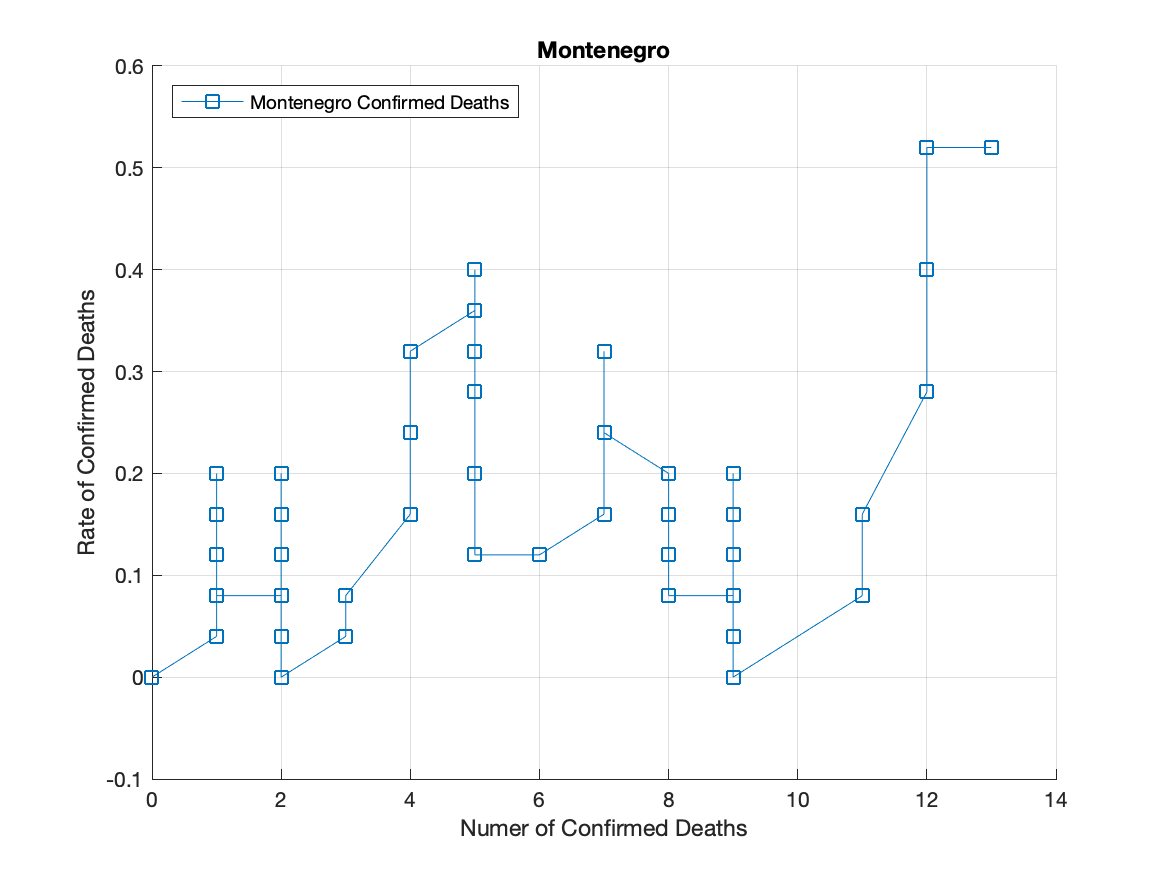 Montenegro
Montenegro Confirmed Deaths
0.6
0.5
0.4
0.3
0.2
0.1
0
-0.1
Rate of Confirmed Deaths
0 2 4 6 8 10 12 14
Numer of Confirmed Deaths